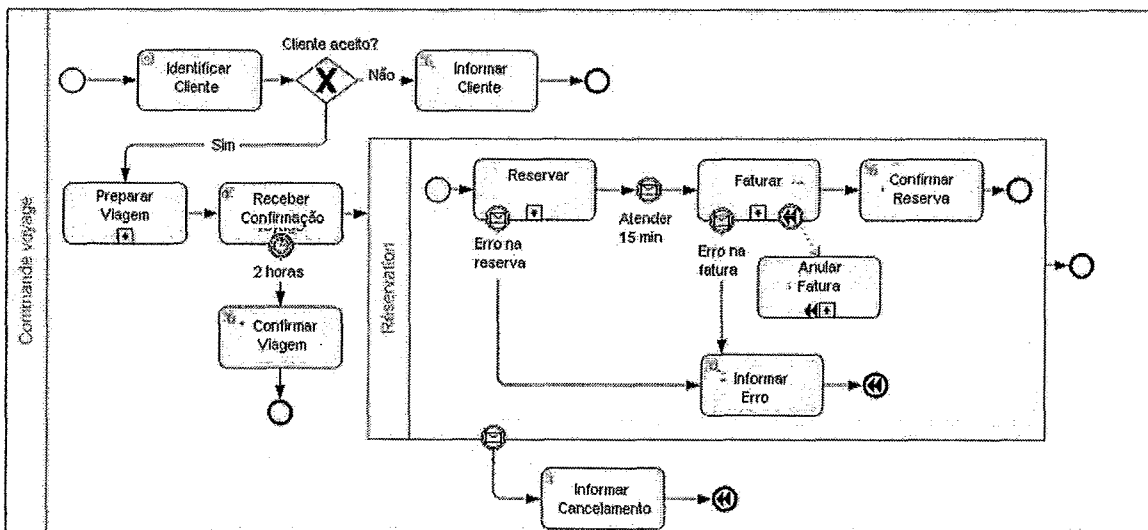 Commande voyage
Identificar
Cliente
Cliente aceito?
Não
Informar
Cliente
Sim
Preparar
Viagem
Receber
Confirmação
2 horas
Confirmar
Viagem
Réservation
Reservar
Erro na
reserva
Atender
15 min
Faturar
Erro na
fatura
Confirmar
Reserva
Anular
Fatura
Informar
Erro
Informar
Cancelamento